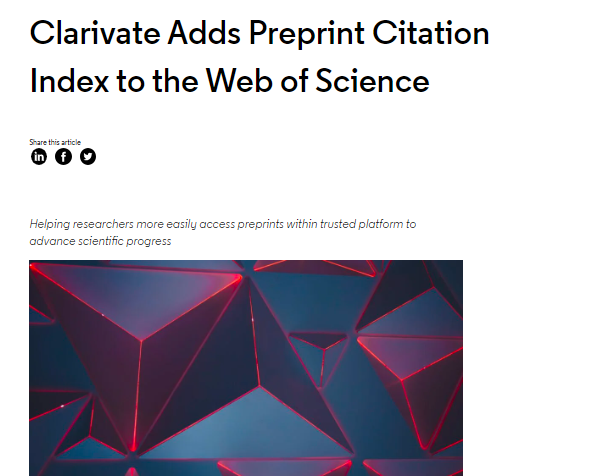 Clarivate Adds Preprint Citation
Index to the Web of Science
Share this article
in f
Helping researchers more easily access preprints within trusted platform to
advance scientific progress